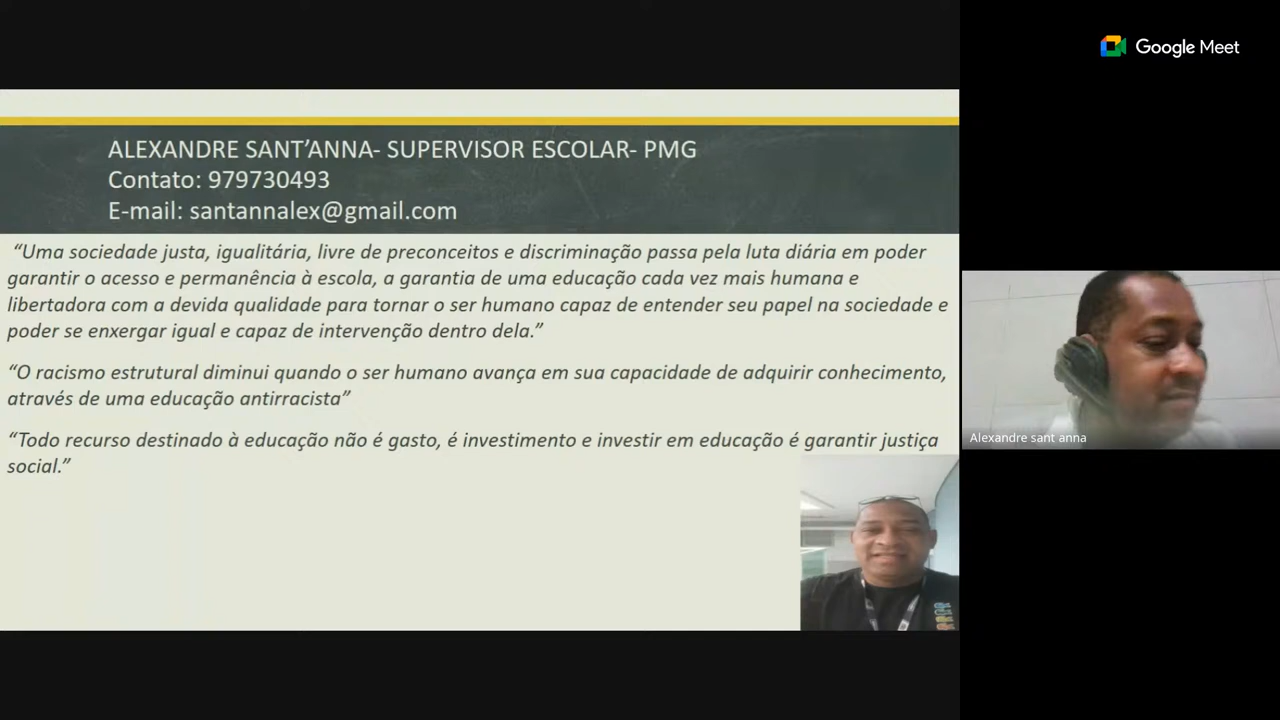 Google Meet
ALEXANDRE SANT’ANNA- SUPERVISOR ESCOLAR- PMG
Contato: 979730493
E-mail: santannalex@gmail.com
“Uma sociedade justa, igualitária, livre de preconceitos e discriminação passa pela luta diária em poder
garantir o acesso e permanência à escola, a garantia de uma educação cada vez mais humana e
libertadora com a devida qualidade para tornar o ser humano capaz de entender seu papel na sociedade e
poder se enxergar igual e capaz de intervenção dentro dela.”
“O racismo estrutural diminui quando o ser humano avança em sua capacidade de adquirir conhecimento,
através de uma educação antirracista”
“Todo recurso destinado à educação não é gasto, é investimento e investir em educação é garantir justiça
social.”
Alexandre sant anna